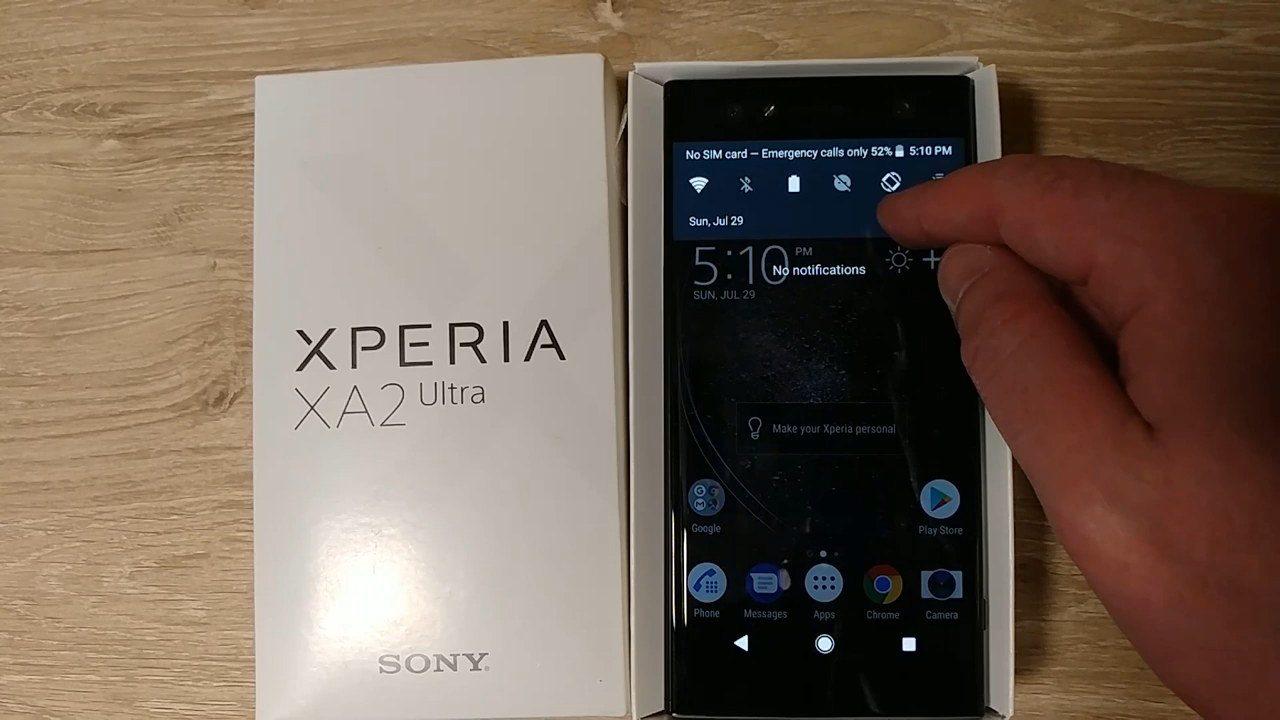 XPERIA
XA2 Ultra
SONY
No SIM card — Emergency calls only 52% 5:10 PM
Sun, Jul 29
5:10 PM
No notifications
SUN, JUL 29
Make your Xperia personal
Google
Play Store
Phone Messages Apps Chrome Camera